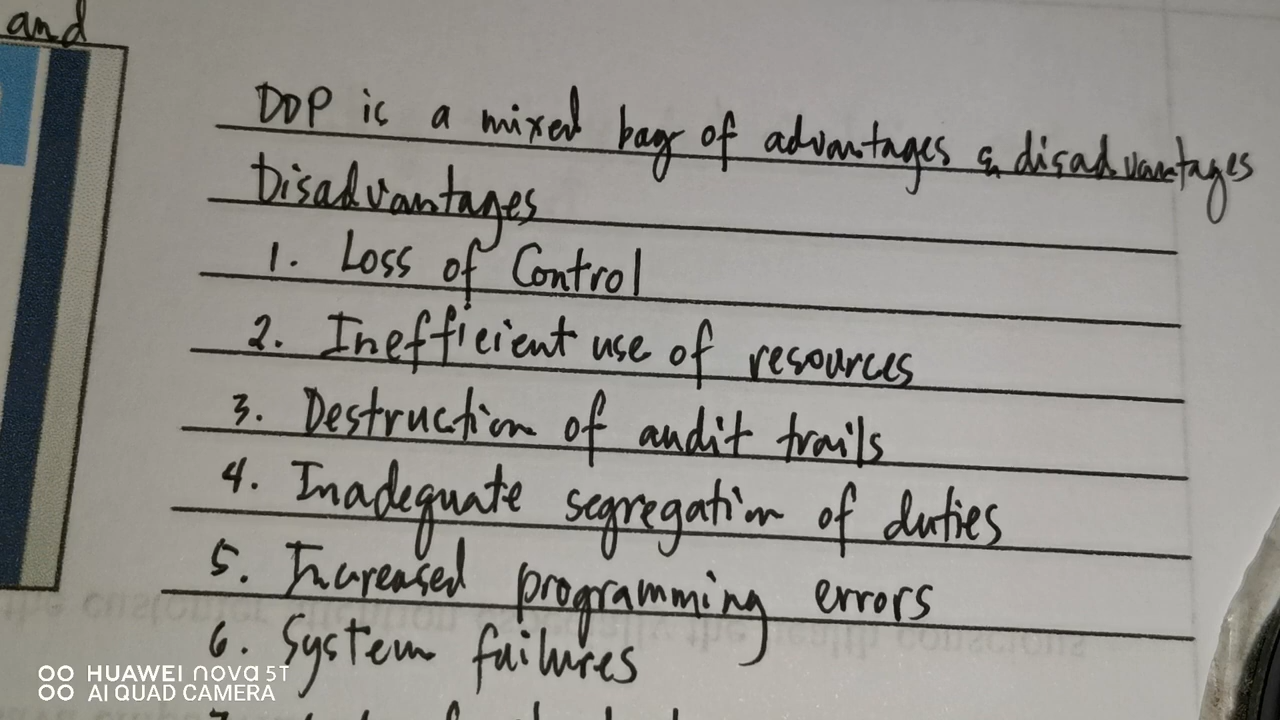 and
DDP is a mixed bag of advantages & disadvantages
Disadvantages
1. Loss of Control
2. Inefficient use of resources
3. Destruction of audit trails
4. Inadequate segregation of duties
5. Increased programming errors
6. System failures
HUAWEI nova 5T
AI QUAD CAMERA